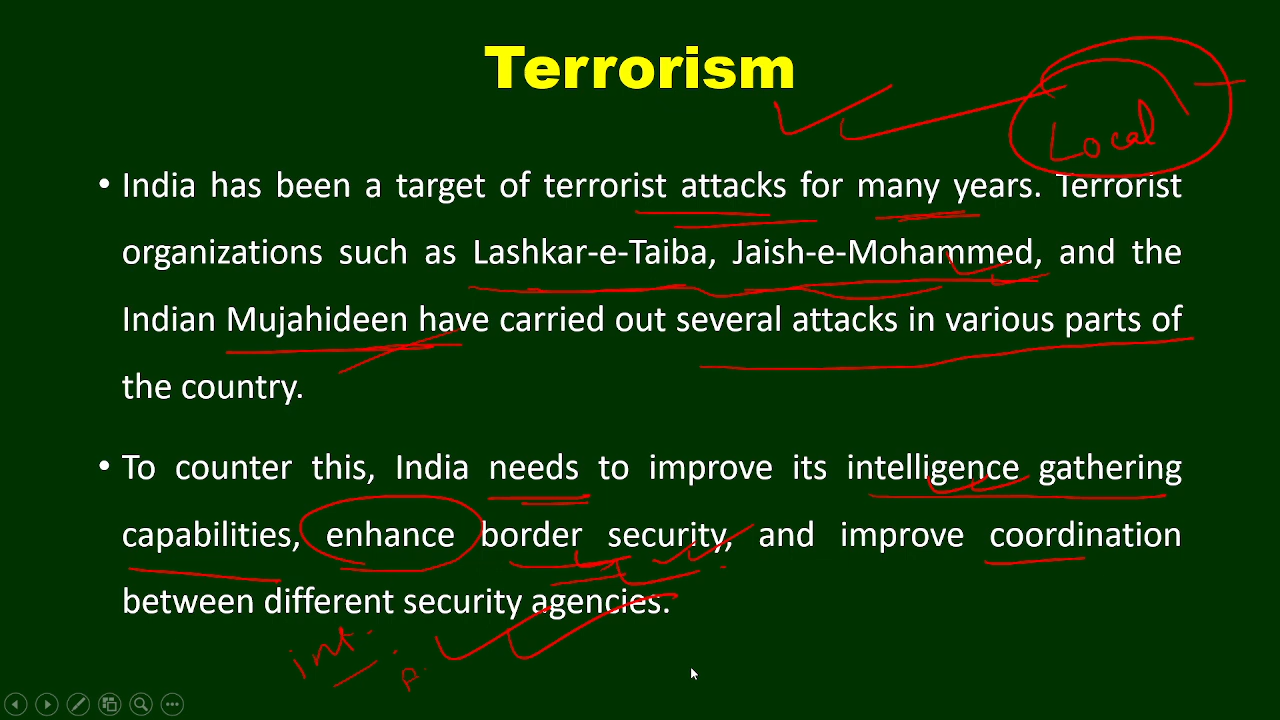 Terrorism
Local
• India has been a target of terrorist attacks for many years. Terrorist
organizations such as Lashkar-e-Taiba, Jaish-e-Mohammed, and the
Indian Mujahideen have carried out several attacks in various parts of
the country.
• To counter this, India needs to improve its intelligence gathering
capabilities, enhance border security, and improve coordination
between different security agencies.
int.